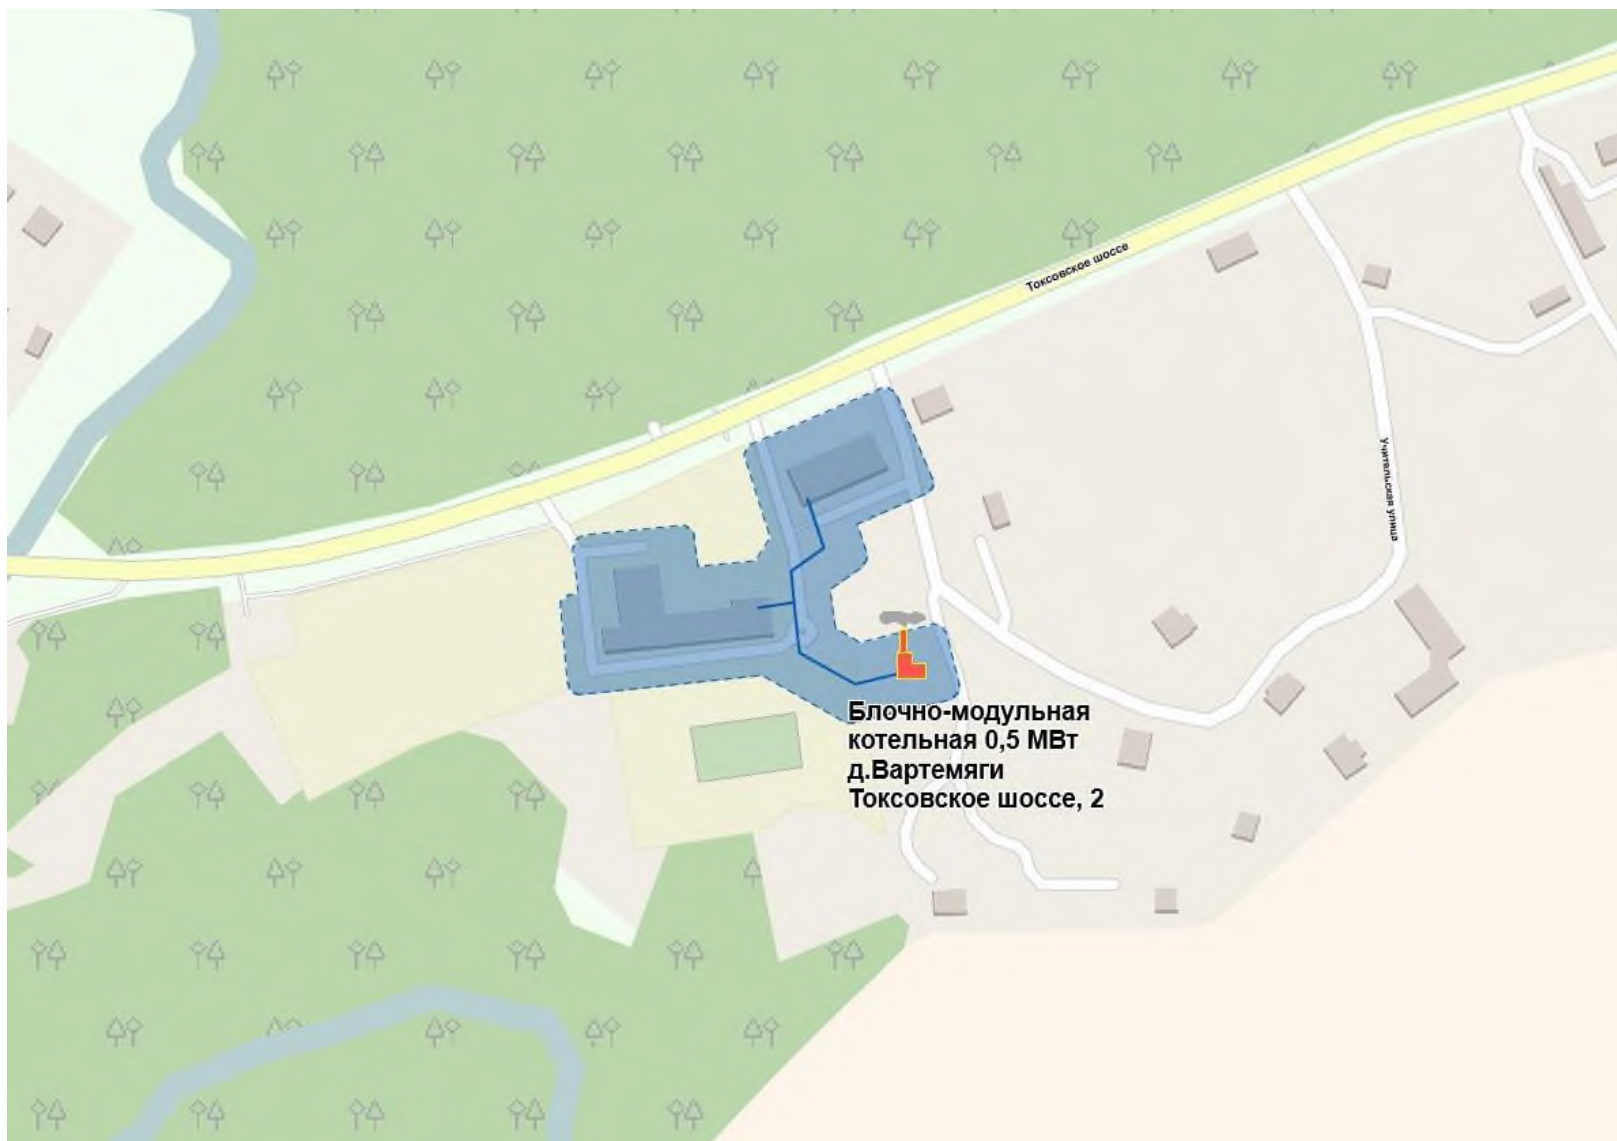 Токсовское шоссе
Учительская улица
Блочно-модульная
котельная 0,5 МВт
д.Вартемяги
Токсовское шоссе, 2